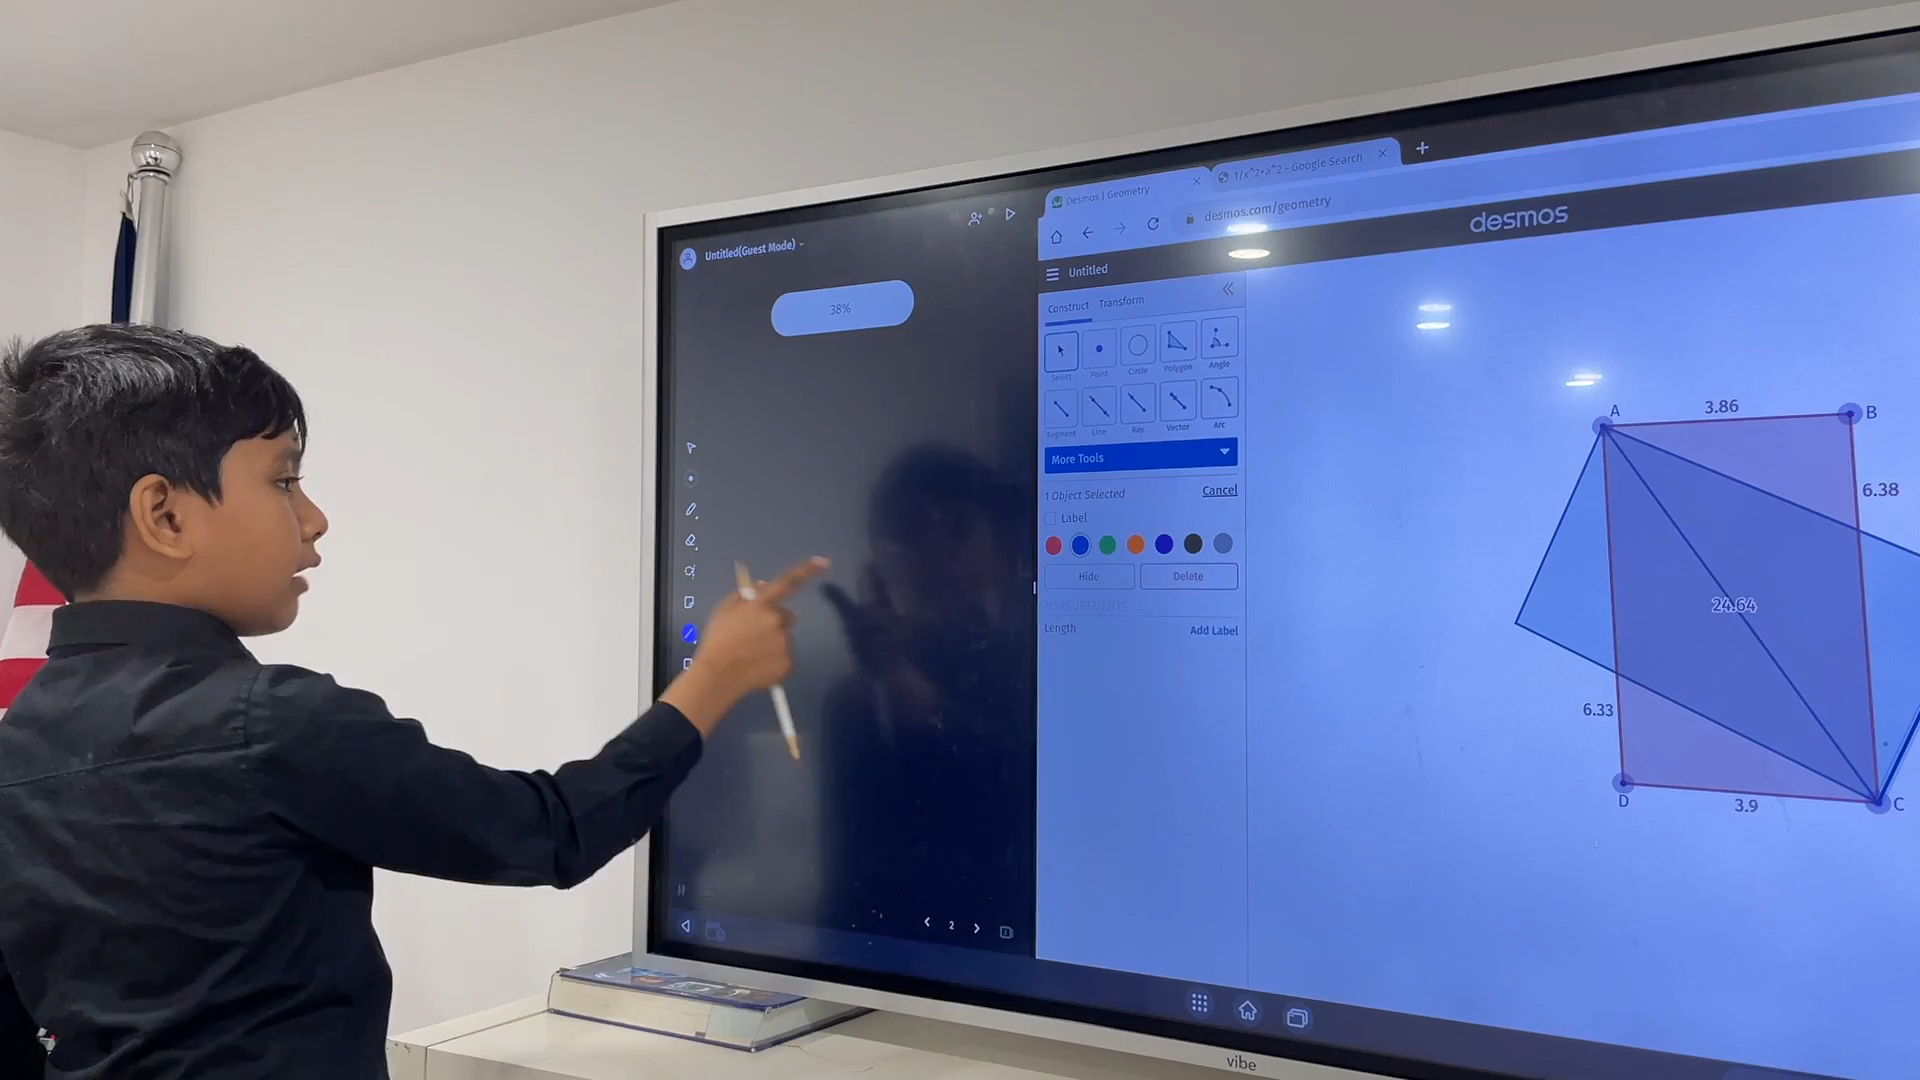 Untitled(Guest Mode)
38%
2
Desmos | Geometry
1/x^2+a^2 - Google Search
desmos.com/geometry
desmos
Untitled
Construct Transform
Select Point Circle Polygon Angle
Segment Line Ray Vector Arc
More Tools
1 Object Selected Cancel
Label
Hide Delete
MEASUREMENTS
Length Add Label
A 3.86 B
6.38
24.64
6.33
D 3.9 C
vibe